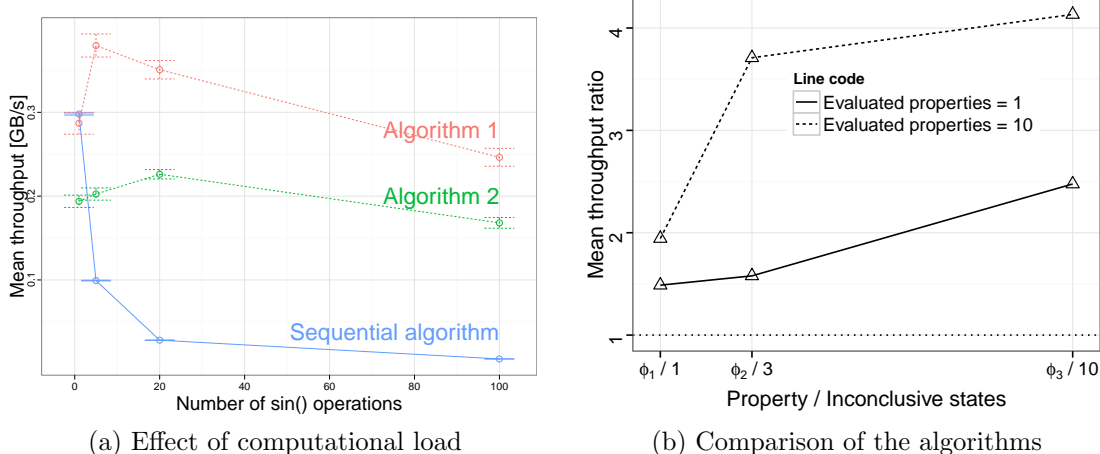 Mean throughput [GB/s]
0.3
0.2
0.1
Algorithm 1
Algorithm 2
Sequential algorithm
0 20 40 60 80 100
Number of sin() operations
(a) Effect of computational load
Mean throughput ratio
4
3
2
1
Line code
Evaluated properties = 1
Evaluated properties = 10
ϕ1 / 1 ϕ2 / 3 ϕ3 / 10
Property / Inconclusive states
(b) Comparison of the algorithms